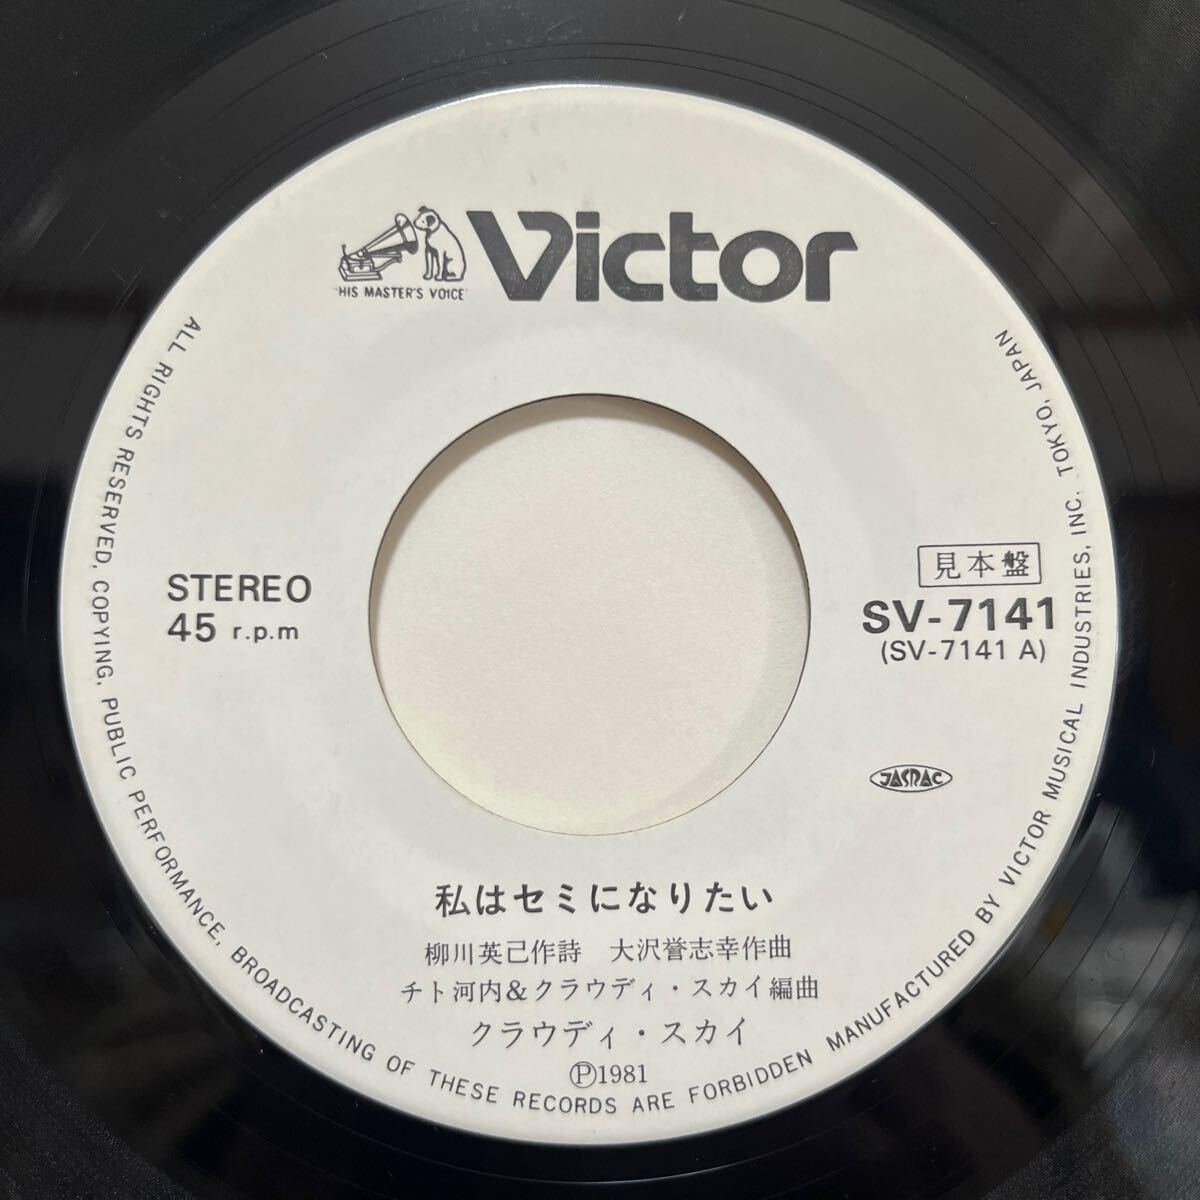 Victor
"HIS MASTER'S VOICE"
STEREO
45 r.p.m
見本盤
SV-7141
(SV-7141 A)
JASRAC
私はセミになりたい
柳川英己作詩 大沢誉志幸作曲
チト河内&クラウディ・スカイ編曲
クラウディ・スカイ
Ⓟ1981
ALL RIGHTS RESERVED, COPYING, PUBLIC PERFORMANCE, BROADCASTING OF THESE RECORDS ARE FORBIDDEN MANUFACTURED BY VICTOR MUSICAL INDUSTRIES, INC. TOKYO, JAPAN